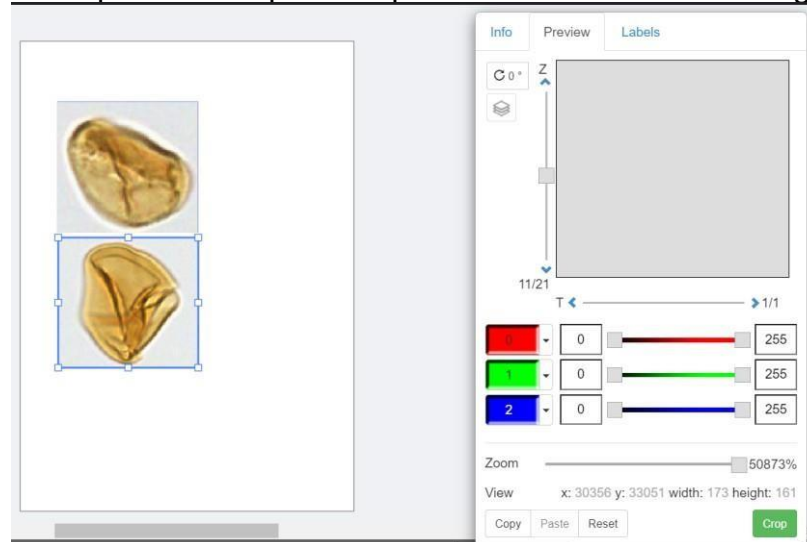 Info Preview Labels
0° Z
11/21
T 1/1
0 0 255
1 0 255
2 0 255
Zoom 50873%
View x: 30356 y: 33051 width: 173 height: 161
Copy Paste Reset Crop